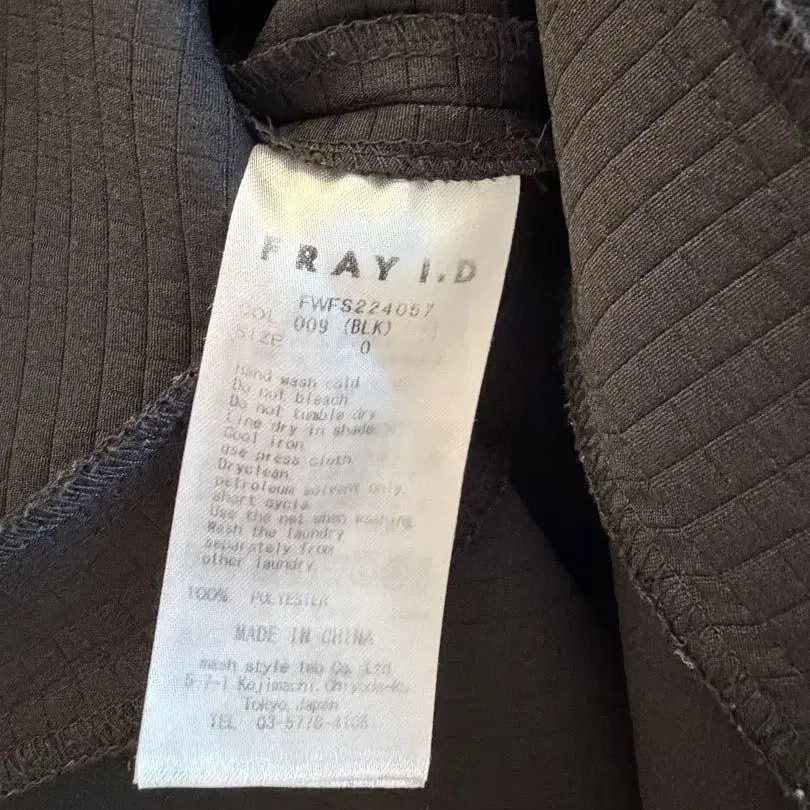 FRAY I.D
FWFS224057
COL 009 (BLK)
SIZE 0
Hand wash cold
Do not bleach
Do not tumble dry
Line dry in shade
Cool iron
use press cloth
Dryclean
petroleum solvent only.
short cycle
Use the net when washing
Wash the laundry
separately from
other laundry.
100% POLYESTER
MADE IN CHINA
mash style lab Co. Ltd
5-7-1 Kojimachi Chiyoda-ku
Tokyo Japan
TEL 03-5778-4105